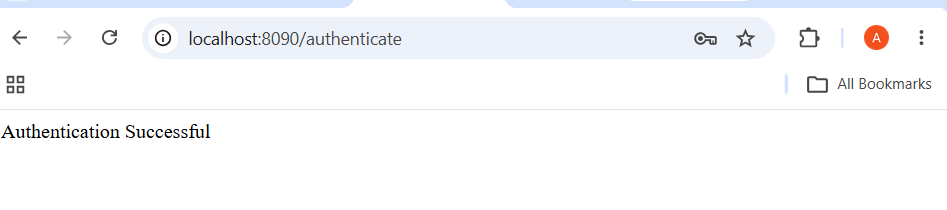 localhost:8090/authenticate
A
All Bookmarks
Authentication Successful